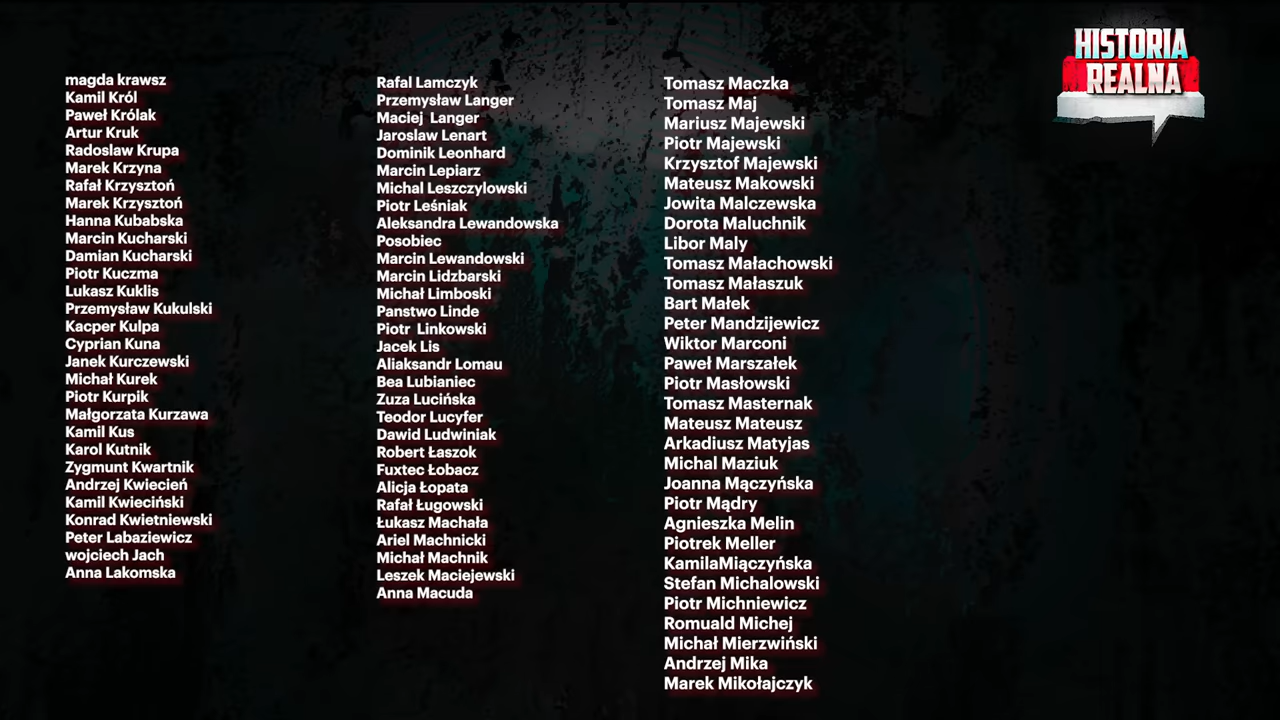 magda krawsz
Kamil Król
Paweł Królak
Artur Kruk
Radoslaw Krupa
Marek Krzyna
Rafał Krzysztoń
Marek Krzysztoń
Hanna Kubabska
Marcin Kucharski
Damian Kucharski
Piotr Kuczma
Lukasz Kuklis
Przemysław Kukulski
Kacper Kulpa
Cyprian Kuna
Janek Kurczewski
Michał Kurek
Piotr Kurpik
Małgorzata Kurzawa
Kamil Kus
Karol Kutnik
Zygmunt Kwartnik
Andrzej Kwiecień
Kamil Kwieciński
Konrad Kwietniewski
Peter Labaziewicz
wojciech Jach
Anna Lakomska
Rafal Lamczyk
Przemysław Langer
Maciej  Langer
Jaroslaw Lenart
Dominik Leonhard
Marcin Lepiarz
Michal Leszczylowski
Piotr Leśniak
Aleksandra Lewandowska
Posobiec
Marcin Lewandowski
Marcin Lidzbarski
Michał Limboski
Panstwo Linde
Piotr  Linkowski
Jacek Lis
Aliaksandr Lomau
Bea Lubianiec
Zuza Lucińska
Teodor Lucyfer
Dawid Ludwiniak
Robert Łaszok
Fuxtec Łobacz
Alicja Łopata
Rafał Ługowski
Łukasz Machała
Ariel Machnicki
Michał Machnik
Leszek Maciejewski
Anna Macuda
Tomasz Maczka
Tomasz Maj
Mariusz Majewski
Piotr Majewski
Krzysztof Majewski
Mateusz Makowski
Jowita Malczewska
Dorota Maluchnik
Libor Maly
Tomasz Małachowski
Tomasz Małaszuk
Bart Małek
Peter Mandzijewicz
Wiktor Marconi
Paweł Marszałek
Piotr Masłowski
Tomasz Masternak
Mateusz Mateusz
Arkadiusz Matyjas
Michal Maziuk
Joanna Mączyńska
Piotr Mądry
Agnieszka Melin
Piotrek Meller
KamilaMiączyńska
Stefan Michalowski
Piotr Michniewicz
Romuald Michej
Michał Mierzwiński
Andrzej Mika
Marek Mikołajczyk
HISTORIA
REALNA